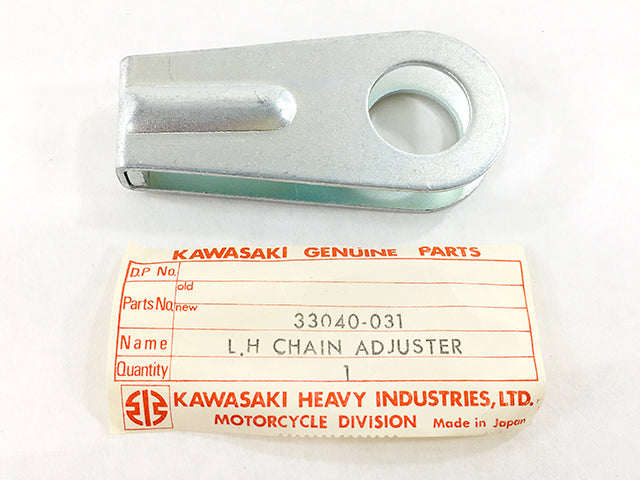 KAWASAKI GENUINE PARTS
D.P No.
old
Parts No. new 33040-031
Name L.H CHAIN ADJUSTER
Quantity 1
KAWASAKI HEAVY INDUSTRIES, LTD.
MOTORCYCLE DIVISION Made in Japan